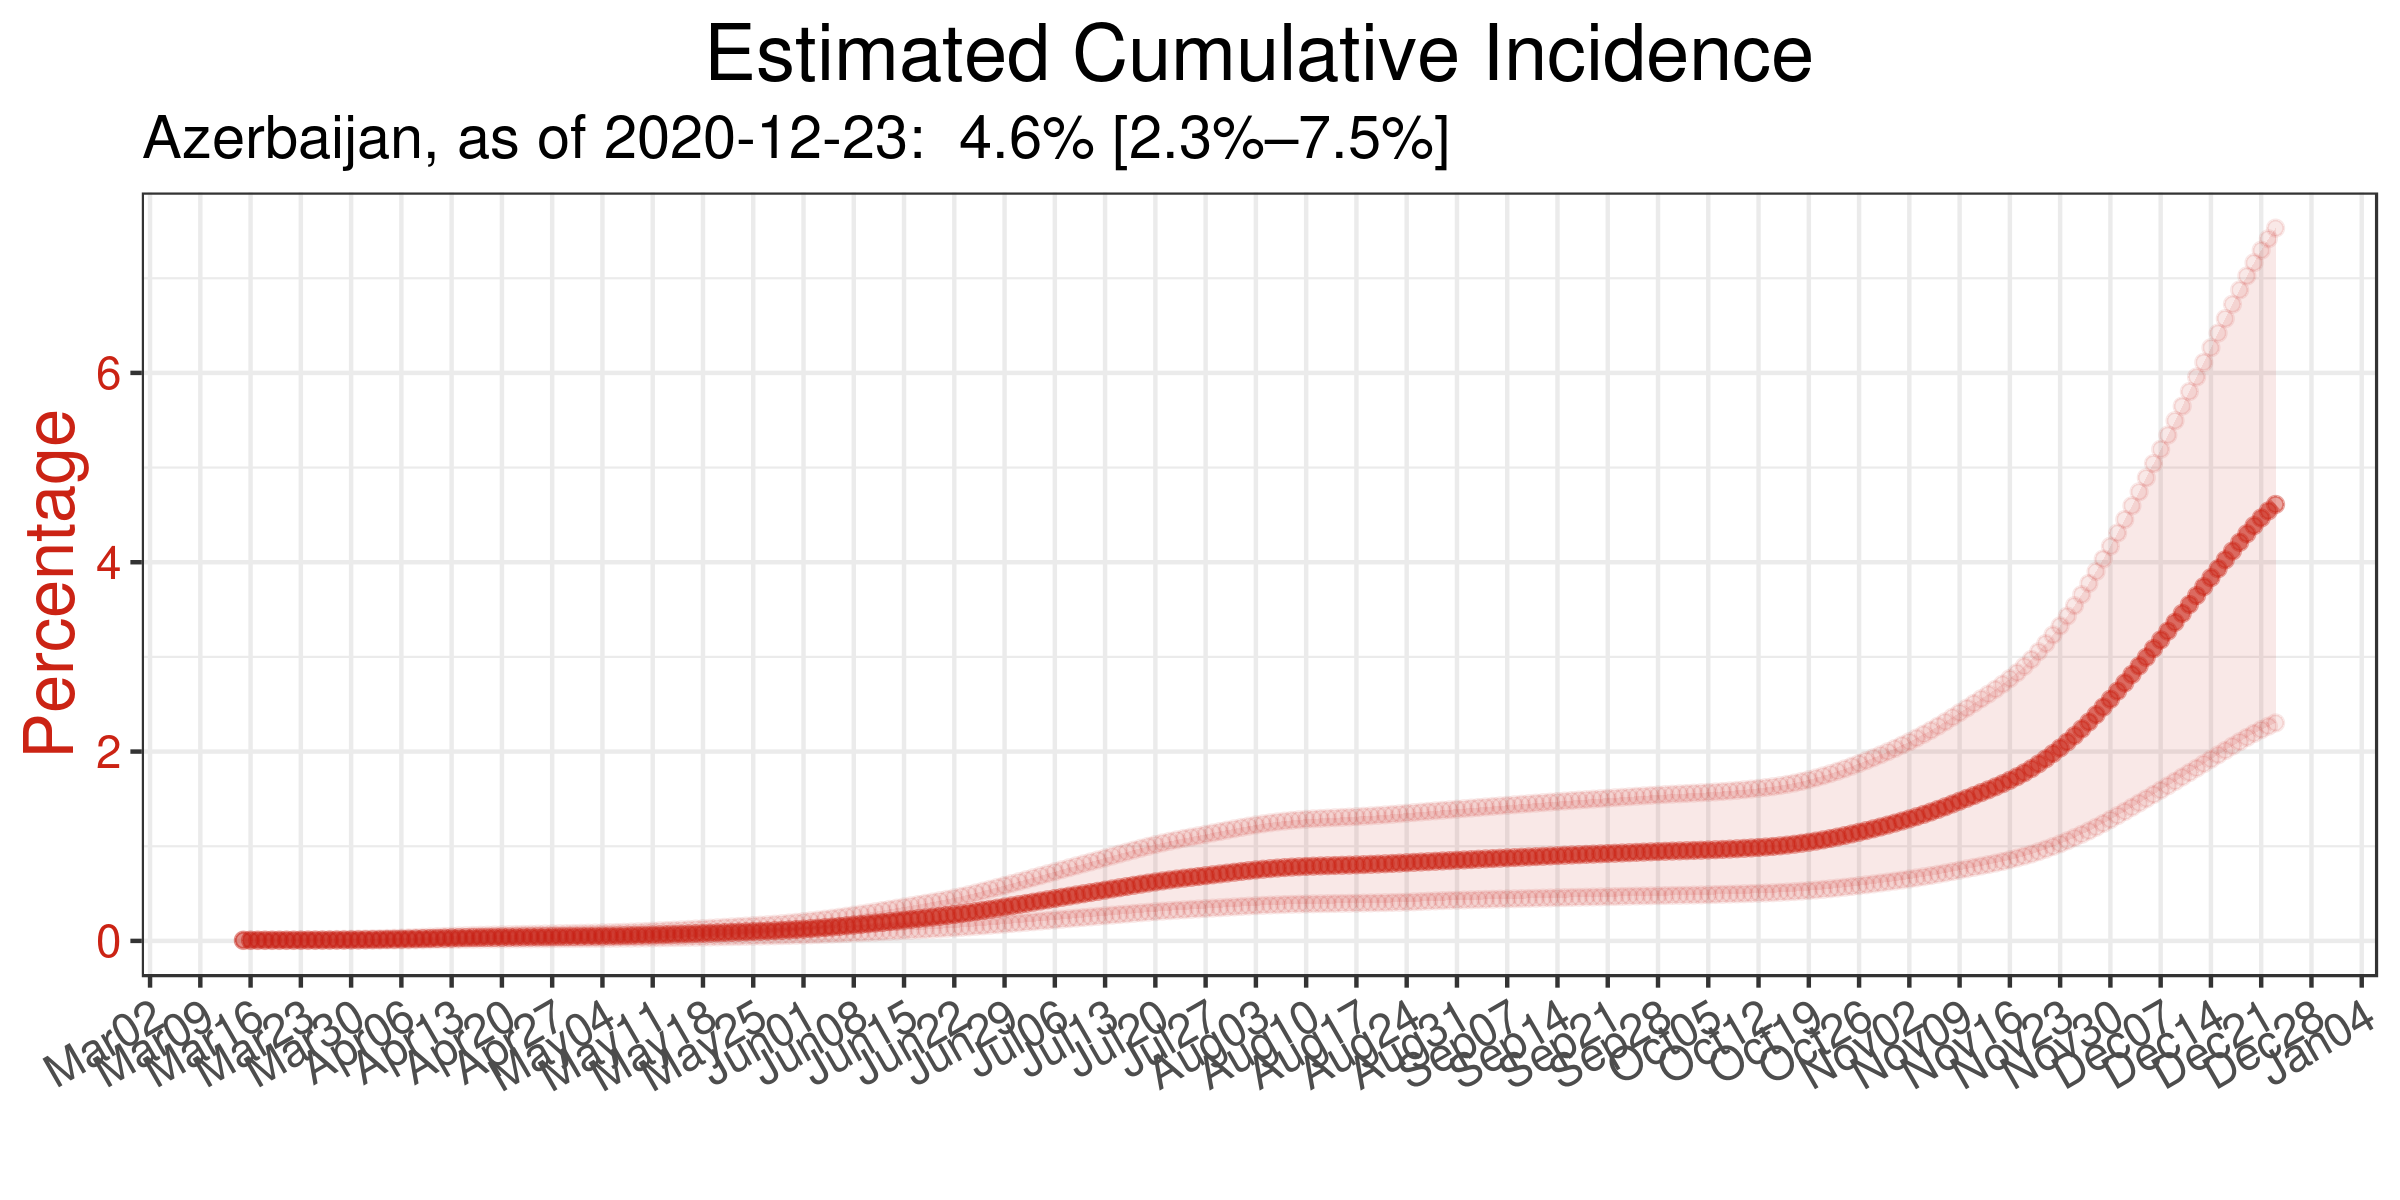 Estimated Cumulative Incidence
Azerbaijan, as of 2020-12-23:  4.6% [2.3%–7.5%]
Percentage
6
4
2
0
Mar02
Mar09
Mar16
Mar23
Mar30
Apr06
Apr13
Apr20
Apr27
May04
May11
May18
May25
Jun01
Jun08
Jun15
Jun22
Jun29
Jul06
Jul13
Jul20
Jul27
Aug03
Aug10
Aug17
Aug24
Aug31
Sep07
Sep14
Sep21
Sep28
Oct05
Oct12
Oct19
Oct26
Nov02
Nov09
Nov16
Nov23
Nov30
Dec07
Dec14
Dec21
Dec28
Jan04